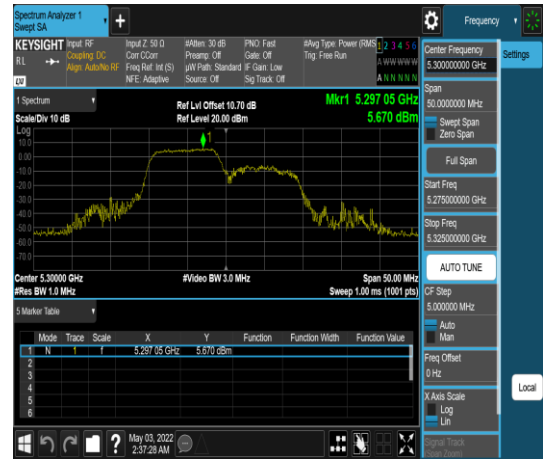 Spectrum Analyzer 1
Swept SA
+
Frequency
KEYSIGHT
RL
Input: RF
Coupling: DC
Align: Auto/No RF
Input Z: 50 Ω
Corr CCorr
Freq Ref: Int (S)
NFE: Adaptive
#Atten: 30 dB
Preamp: Off
µW Path: Standard
Source: Off
PNO: Fast
Gate: Off
IF Gain: Low
Sig Track: Off
#Avg Type: Power (RMS)
Trig: Free Run
1 2 3 4 5 6
A W W W W W
A N N N N N
Center Frequency
5.300000000 GHz
Settings
Span
50.0000000 MHz
Swept Span
Zero Span
Full Span
Start Freq
5.275000000 GHz
Stop Freq
5.325000000 GHz
AUTO TUNE
CF Step
5.000000 MHz
Auto
Man
Freq Offset
0 Hz
X Axis Scale
Log
Lin
Signal Track
(Span Zoom)
Local
1 Spectrum
Scale/Div 10 dB
Ref Lvl Offset 10.70 dB
Ref Level 20.00 dBm
Mkr1 5.297 05 GHz
5.670 dBm
Log
10.0
0.00
-10.0
-20.0
-30.0
-40.0
-50.0
-60.0
-70.0
1
Center 5.30000 GHz
#Res BW 1.0 MHz
#Video BW 3.0 MHz
Span 50.00 MHz
Sweep 1.00 ms (1001 pts)
5 Marker Table
Mode Trace Scale X Y Function Function Width Function Value
1 N 1 f 5.297 05 GHz 5.670 dBm
2
3
4
5
6
?
May 03, 2022
2:37:28 AM